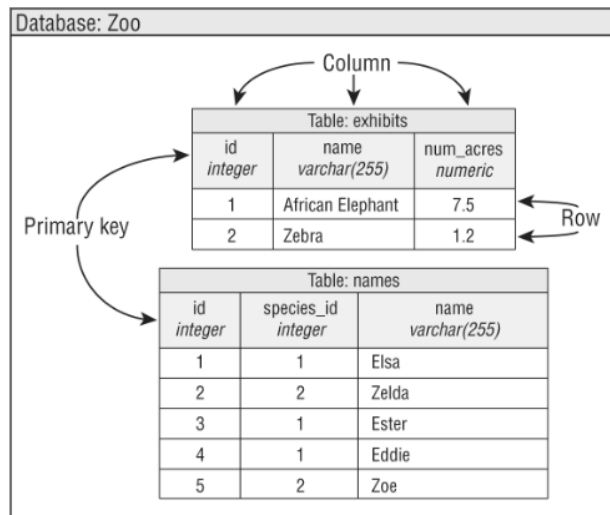 Database: Zoo
Column
Table: exhibits
id name num_acres
integer varchar(255) numeric
1 African Elephant 7.5
2 Zebra 1.2
Primary key
Row
Table: names
id species_id name
integer integer varchar(255)
1 1 Elsa
2 2 Zelda
3 1 Ester
4 1 Eddie
5 2 Zoe